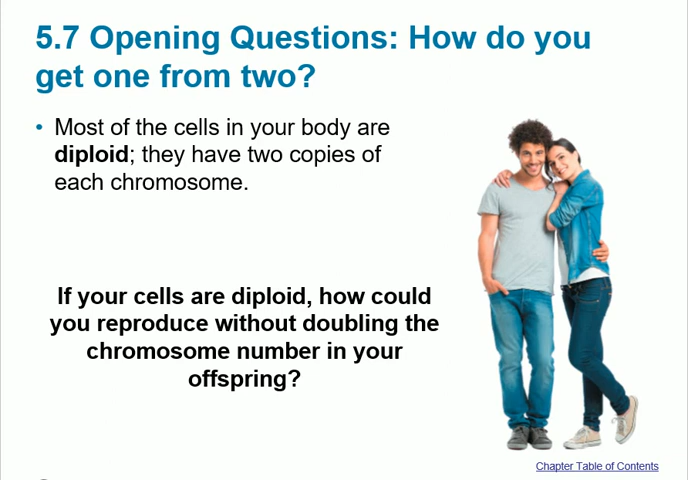 5.7 Opening Questions: How do you
get one from two?
• Most of the cells in your body are
diploid; they have two copies of
each chromosome.
If your cells are diploid, how could
you reproduce without doubling the
chromosome number in your
offspring?
Chapter Table of Contents